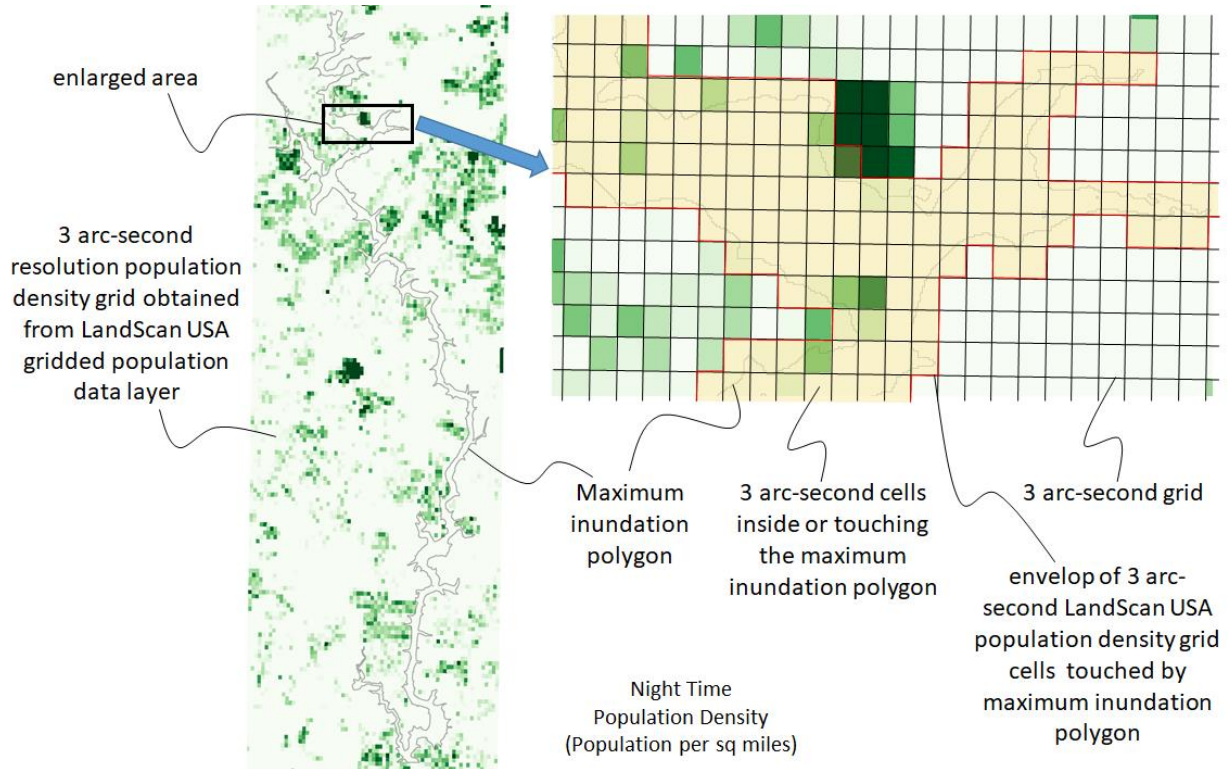 enlarged area
3 arc-second
resolution population
density grid obtained
from LandScan USA
gridded population
data layer
Maximum
inundation
polygon
3 arc-second cells
inside or touching
the maximum
inundation polygon
3 arc-second grid
envelop of 3 arc-
second LandScan USA
population density grid
cells touched by
maximum inundation
polygon
Night Time
Population Density
(Population per sq miles)